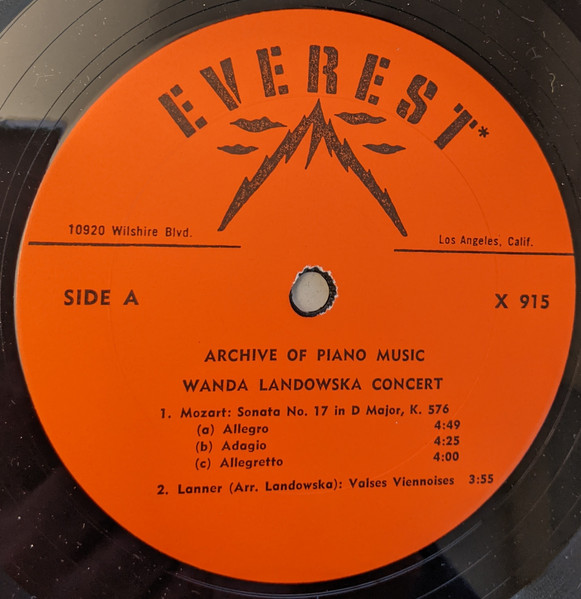 EVEREST*
10920 Wilshire Blvd.
Los Angeles, Calif.
SIDE A
X 915
ARCHIVE OF PIANO MUSIC
WANDA LANDOWSKA CONCERT
1. Mozart: Sonata No. 17 in D Major, K. 576
(a) Allegro 4:49
(b) Adagio 4:25
(c) Allegretto 4:00
2. Lanner (Arr. Landowska): Valses Viennoises 3:55